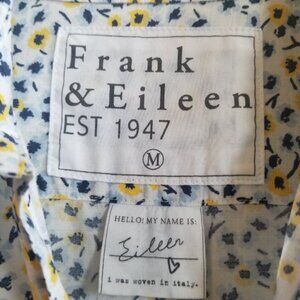 Frank
& Eileen
EST 1947
M
HELLO! MY NAME IS:
Eileen
i was woven in italy.